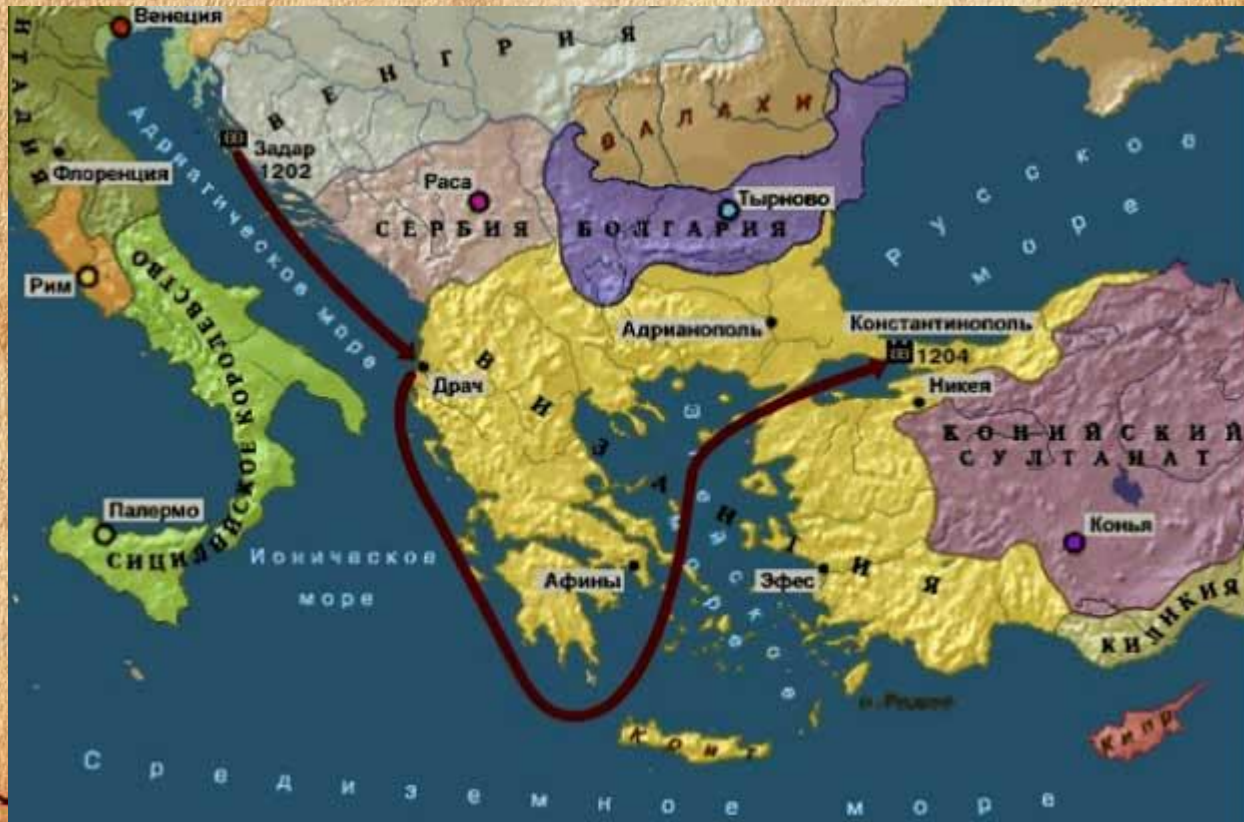 Венеция
ИТАЛИЯ
ВЕНГРИЯ
ВАЛАХИ
Адриатическое море
Задар
1202
Флоренция
Раса
Тырново
СЕРБИЯ
БОЛГАРИЯ
Русское
море
Рим
СИЦИЛИЙСКОЕ КОРОЛЕВСТВО
Адрианополь
Константинополь
1204
Драч
Никея
ВИЗАНТИЯ
КОНИЙСКИЙ
СУЛТАНАТ
Палермо
Ионическое
море
Афины
Эфес
Конья
КИЛИКИЯ
Крит
Кипр
Средиземное море